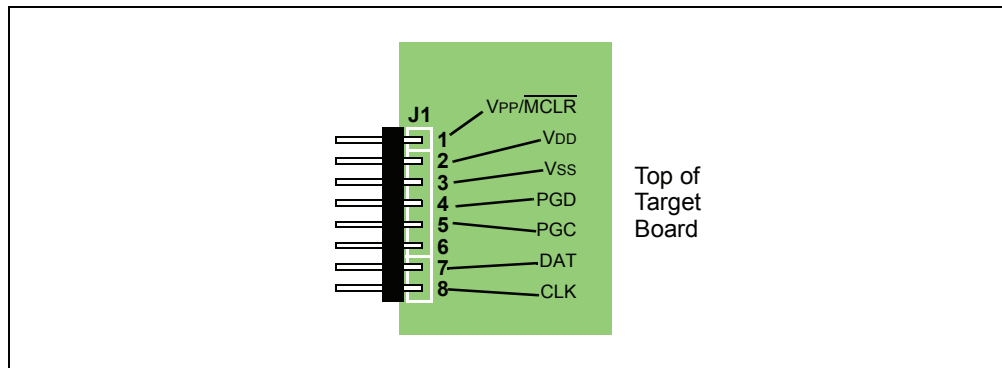 J1
1 VPP/MCLR
2 VDD
3 VSS
4 PGD
5 PGC
6
7 DAT
8 CLK
Top of
Target
Board